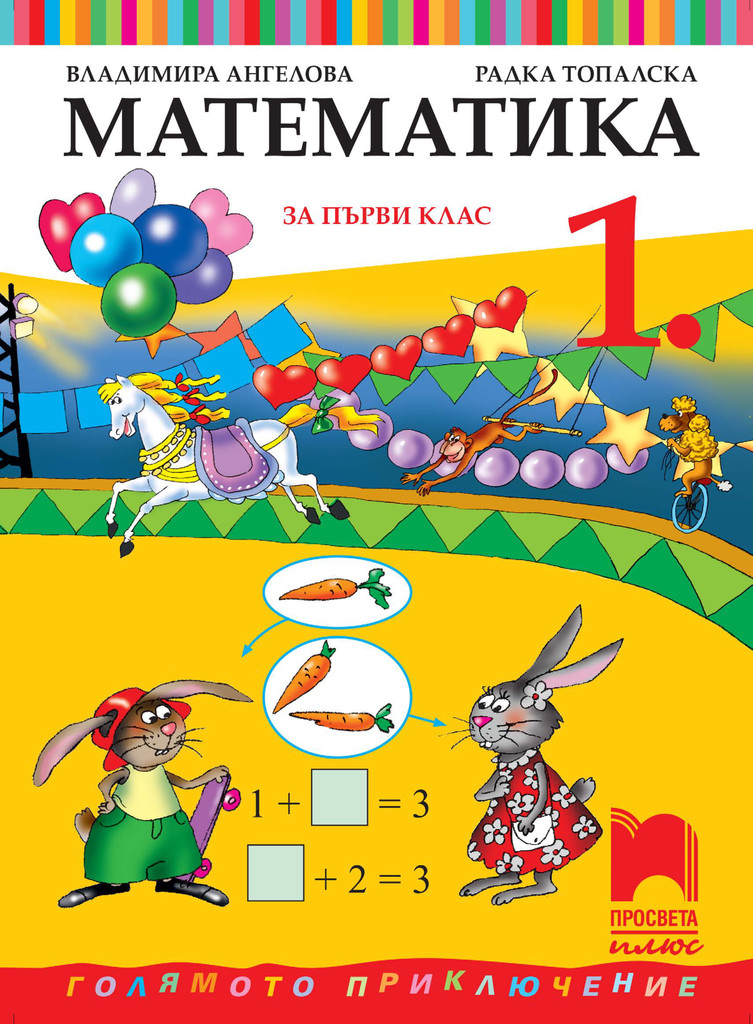 ВЛАДИМИРА АНГЕЛОВА РАДКА ТОПАЛСКА
МАТЕМАТИКА
ЗА ПЪРВИ КЛАС
1.
1 + = 3
+ 2 = 3
ПРОСВЕТА
плюс
ГОЛЯМОТО ПРИКЛЮЧЕНИЕ